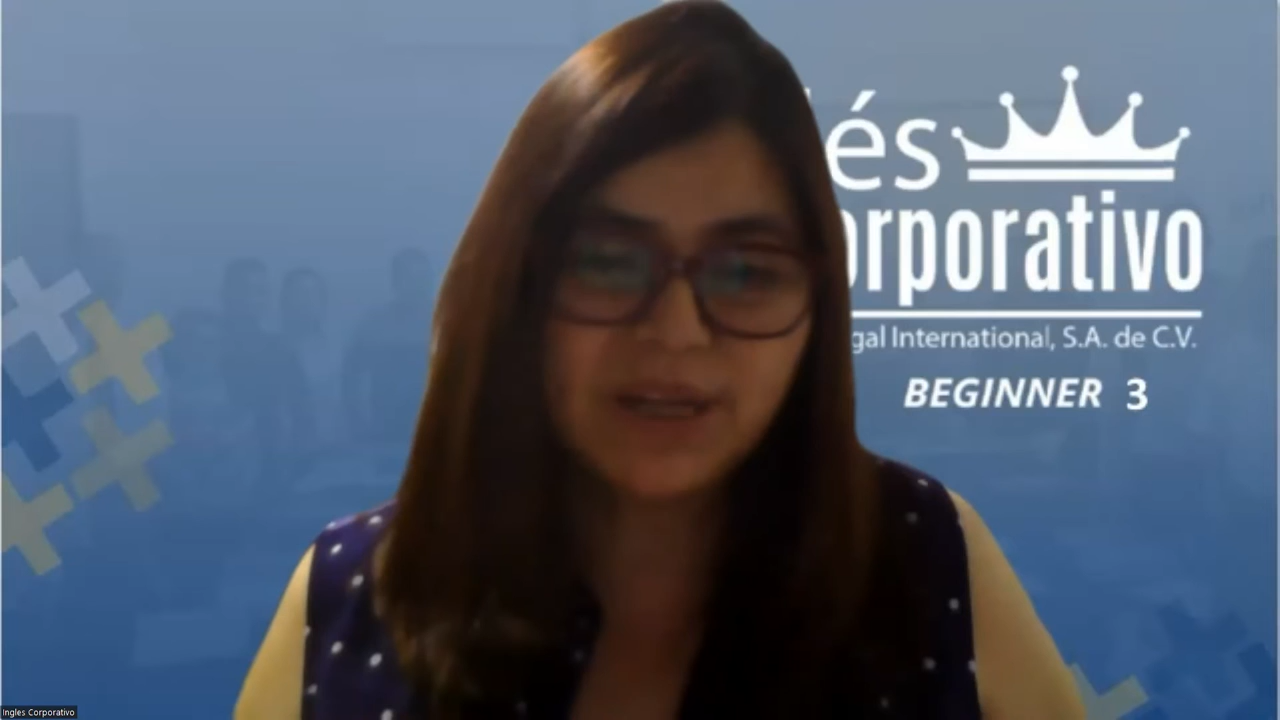 és
orporativo
gal International, S.A. de C.V.
BEGINNER 3
Ingles Corporativo